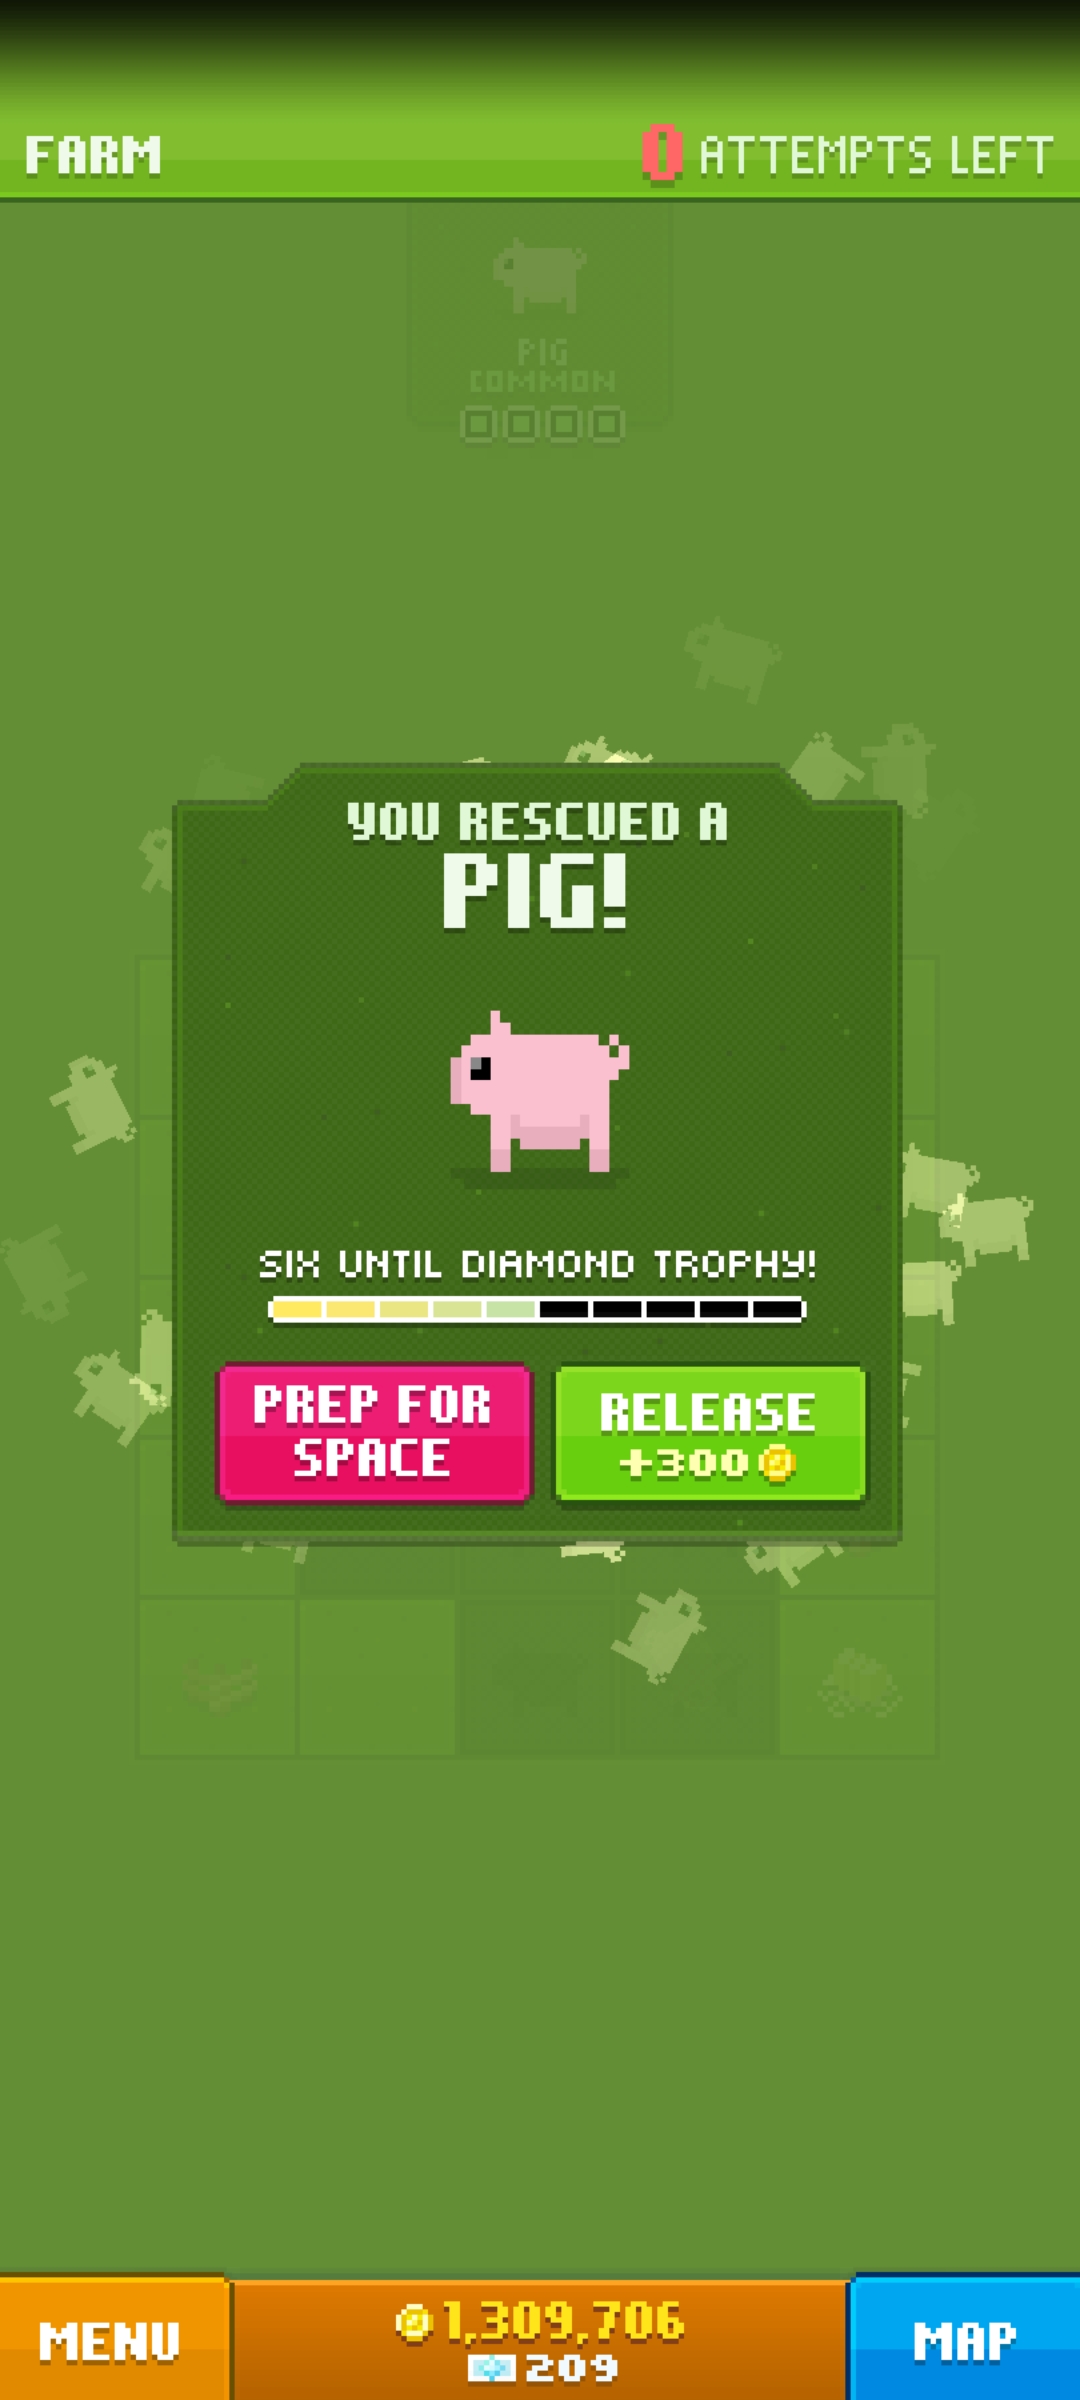 FARM
0 ATTEMPTS LEFT
PIG
COMMON
YOU RESCUED A
PIG!
SIX UNTIL DIAMOND TROPHY!
PREP FOR
SPACE
RELEASE
+300
MENU
1,309,706
209
MAP